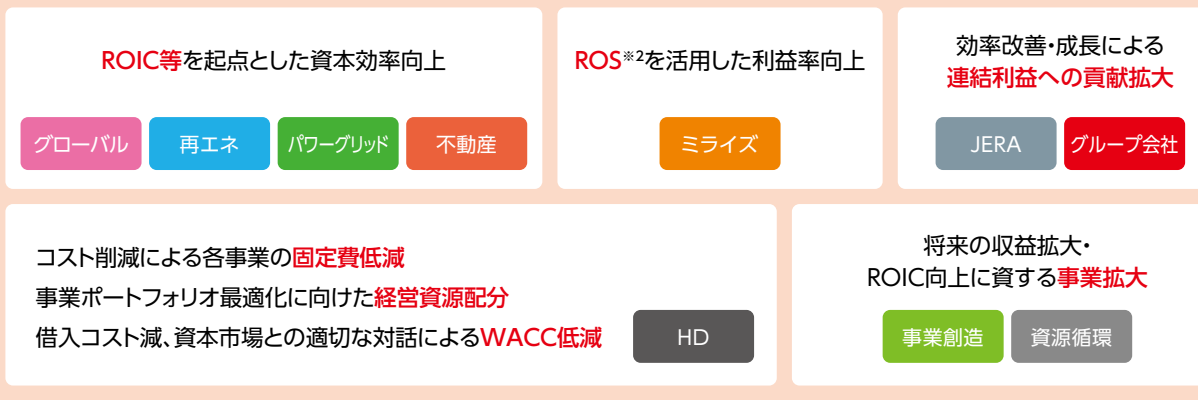 ROIC等を起点とした資本効率向上
グローバル
再エネ
パワーグリッド
不動産
ROS※2を活用した利益率向上
ミライズ
効率改善・成長による
連結利益への貢献拡大
JERA
グループ会社
コスト削減による各事業の固定費低減
事業ポートフォリオ最適化に向けた経営資源配分
借入コスト減、資本市場との適切な対話によるWACC低減
HD
将来の収益拡大・
ROIC向上に資する事業拡大
事業創造
資源循環